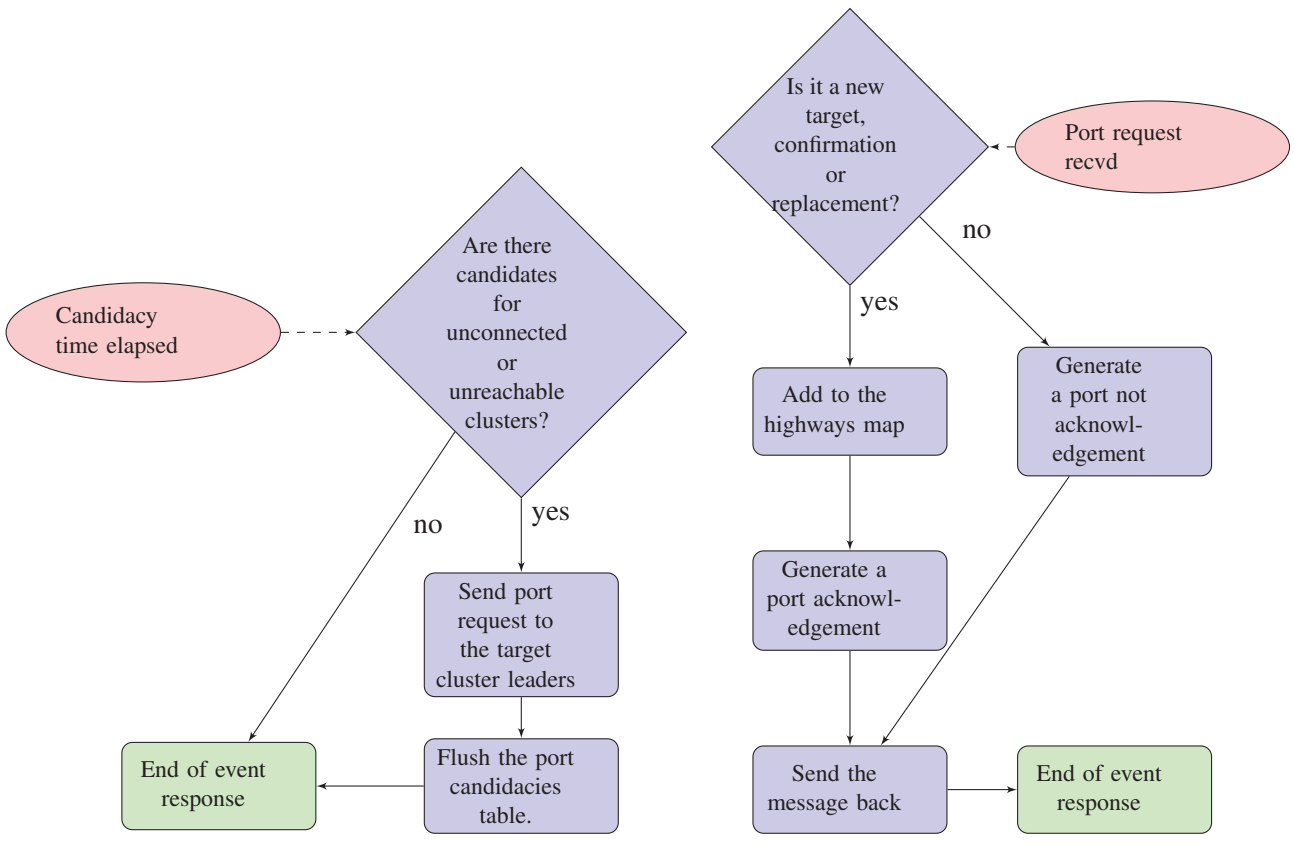 Candidacy
time elapsed
Are there
candidates
for
unconnected
or
unreachable
clusters?
no
yes
Send port
request to
the target
cluster leaders
Flush the port
candidacies
table.
End of event
response
Is it a new
target,
confirmation
or
replacement?
Port request
recvd
no
yes
Add to the
highways map
Generate
a port not
acknowl-
edgement
Generate a
port acknowl-
edgement
Send the
message back
End of event
response